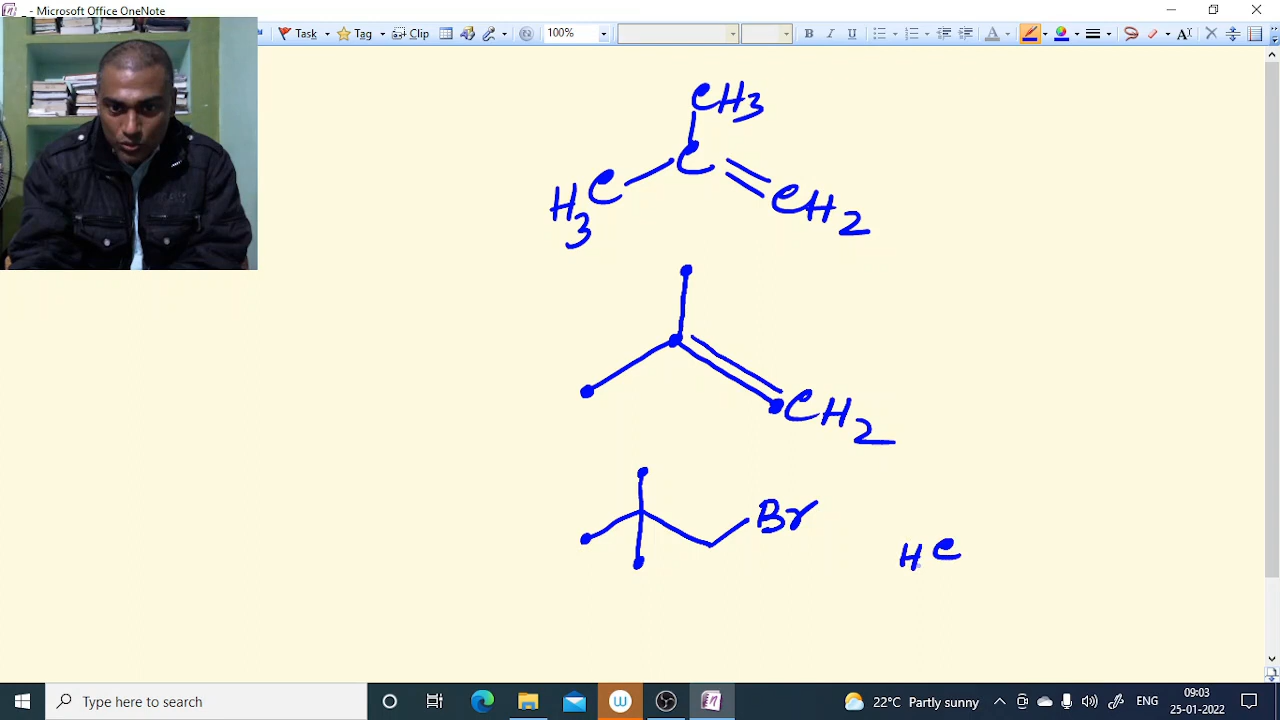 - Microsoft Office OneNote
Task Tag Clip 100% B I U
CH3
C
H3C CH2
CH2
Br
HC
Type here to search
22°C Partly sunny ENG 09:03
25-01-2022